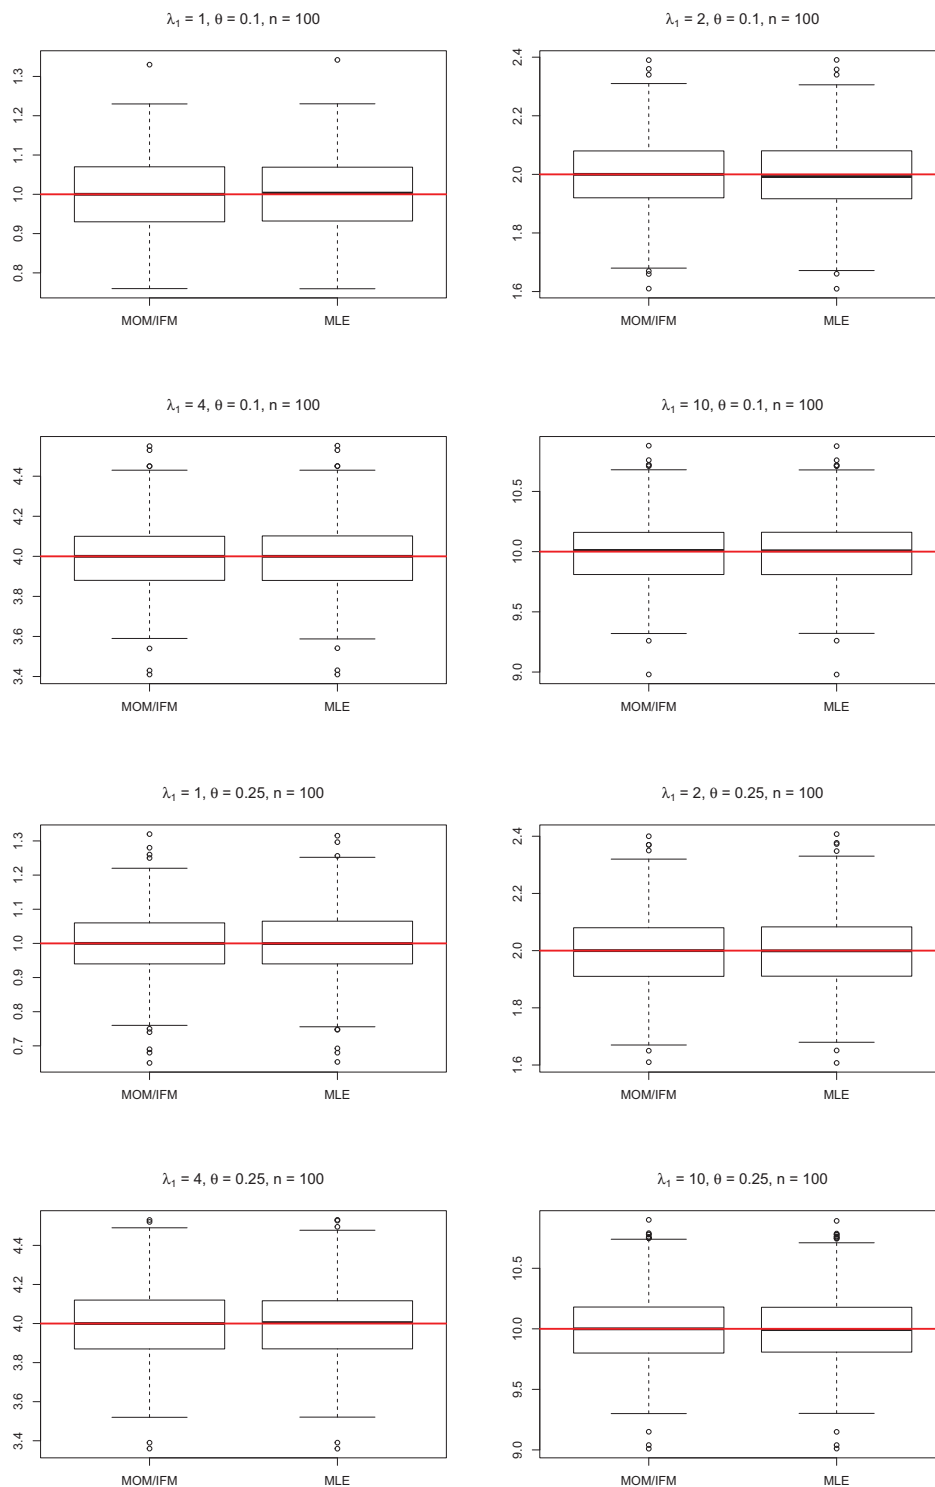 λ₁ = 1, θ = 0.1, n = 100
1.3
1.2
1.1
1.0
0.9
0.8
MOM/IFM MLE
λ₁ = 2, θ = 0.1, n = 100
2.4
2.2
2.0
1.8
1.6
MOM/IFM MLE
λ₁ = 4, θ = 0.1, n = 100
4.4
4.2
4.0
3.8
3.6
3.4
MOM/IFM MLE
λ₁ = 10, θ = 0.1, n = 100
10.5
10.0
9.5
9.0
MOM/IFM MLE
λ₁ = 1, θ = 0.25, n = 100
1.3
1.2
1.1
1.0
0.9
0.8
0.7
MOM/IFM MLE
λ₁ = 2, θ = 0.25, n = 100
2.4
2.2
2.0
1.8
1.6
MOM/IFM MLE
λ₁ = 4, θ = 0.25, n = 100
4.4
4.2
4.0
3.8
3.6
3.4
MOM/IFM MLE
λ₁ = 10, θ = 0.25, n = 100
10.5
10.0
9.5
9.0
MOM/IFM MLE